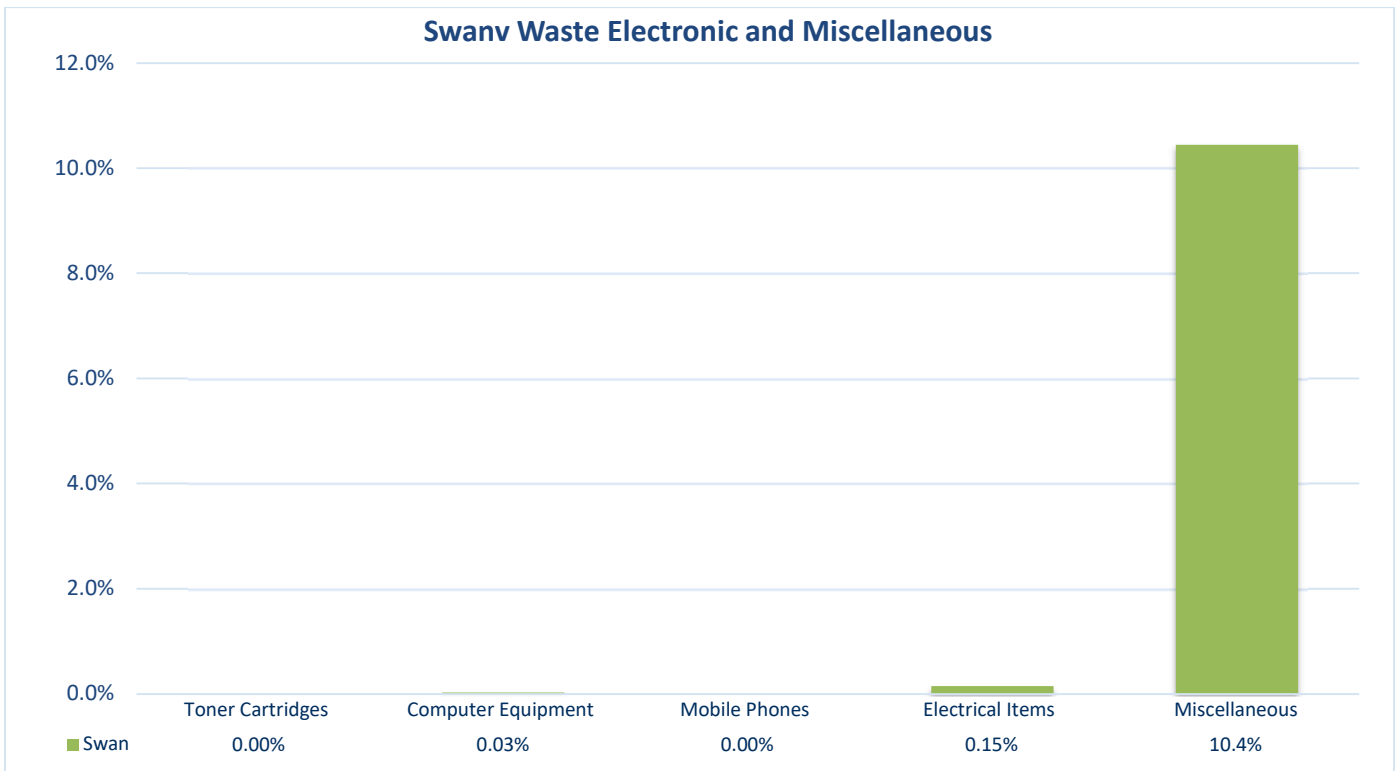 Swanv Waste Electronic and Miscellaneous
12.0%
10.0%
8.0%
6.0%
4.0%
2.0%
0.0%
Toner Cartridges Computer Equipment Mobile Phones Electrical Items Miscellaneous
Swan 0.00% 0.03% 0.00% 0.15% 10.4%